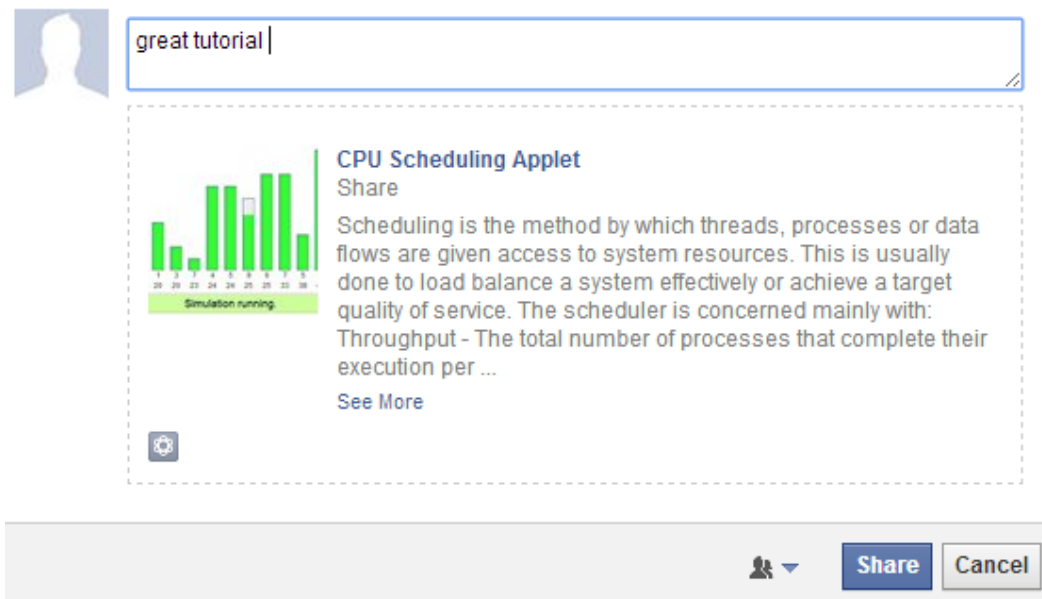 great tutorial
CPU Scheduling Applet
Share
Scheduling is the method by which threads, processes or data
flows are given access to system resources. This is usually
done to load balance a system effectively or achieve a target
quality of service. The scheduler is concerned mainly with:
Throughput - The total number of processes that complete their
execution per ...
See More
Simulation running.
Share
Cancel